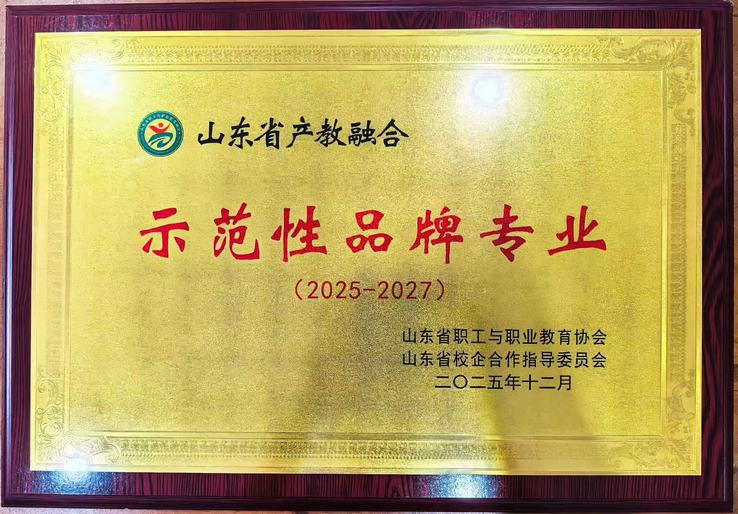 山东省产教融合
示范性品牌专业
（2025-2027）
山东省职工与职业教育协会
山东省校企合作指导委员会
二〇二五年十二月